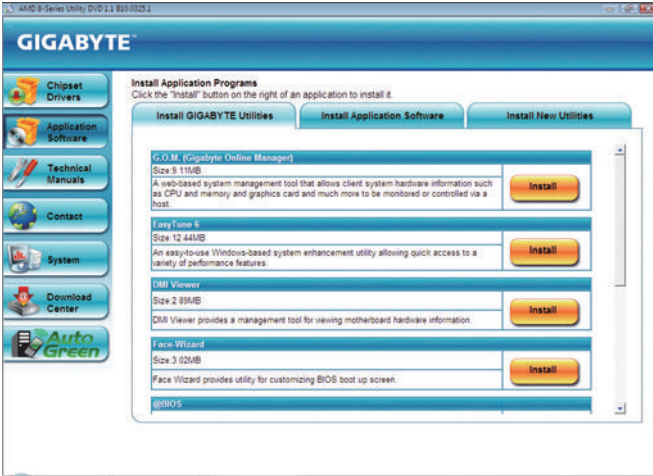 AMD 8-Series Utility DVD 1.1 B10.0325.1
GIGABYTE™
Chipset
Drivers
Application
Software
Technical
Manuals
Contact
System
Download
Center
Auto
Green
Install Application Programs
Click the "Install" button on the right of an application to install it.
Install GIGABYTE Utilities
Install Application Software
Install New Utilities
G.O.M. (Gigabyte Online Manager)
Size:9.11MB
A web-based system management tool that allows client system hardware information such
as CPU and memory and graphics card and much more to be monitored or controlled via a
host.
Install
EasyTune 6
Size:12.44MB
An easy-to-use Windows-based system enhancement utility allowing quick access to a
variety of performance features.
Install
DMI Viewer
Size:2.89MB
DMI Viewer provides a management tool for viewing motherboard hardware information.
Install
Face-Wizard
Size:3.02MB
Face Wizard provides utility for customizing BIOS boot up screen.
Install
@BIOS